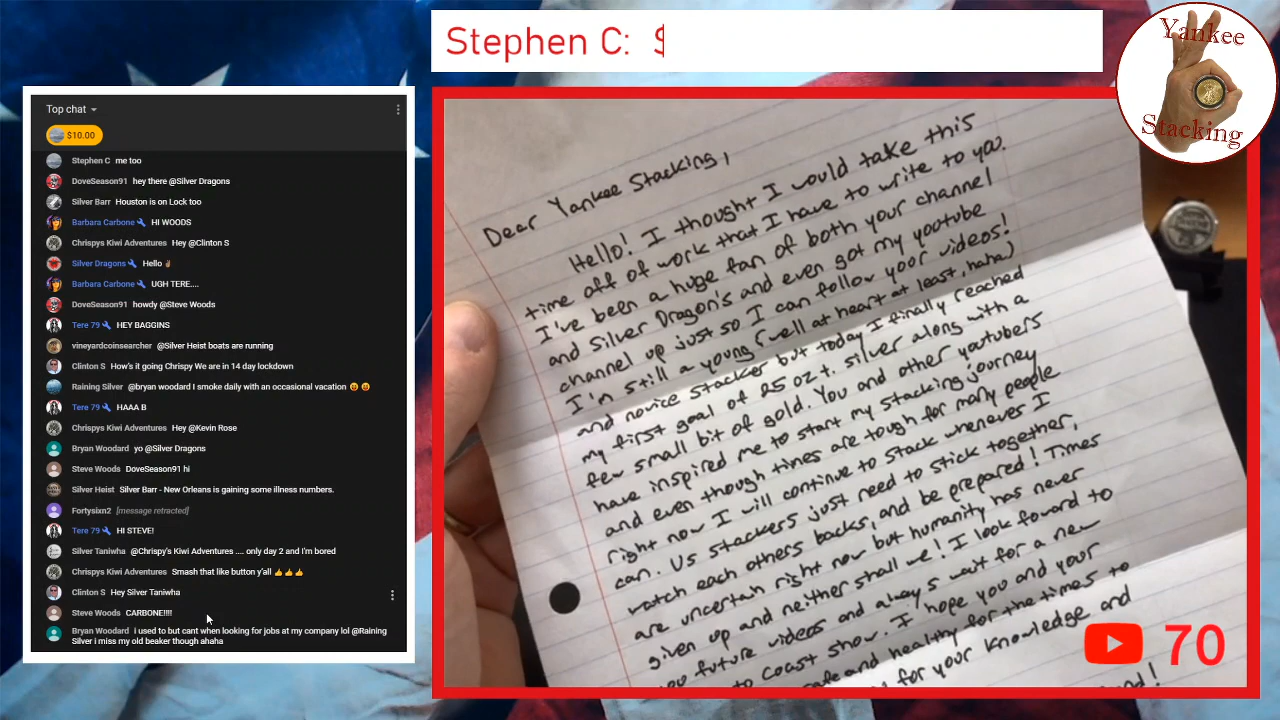 Stephen C: $
Yankee
Stacking
Top chat
$10.00
Stephen C me too
DoveSeason91 hey there @Silver Dragons
Silver Barr Houston is on Lock too
Barbara Carbone HI WOODS
Chrispys Kiwi Adventures Hey @Clinton S
Silver Dragons Hello ✌
Barbara Carbone UGH TERE....
DoveSeason91 howdy @Steve Woods
Tere 79 HEY BAGGINS
vineyardcoinsearcher @Silver Heist boats are running
Clinton S How's it going Chrispy We are in 14 day lockdown
Raining Silver @bryan woodard I smoke daily with an occasional vacation
Tere 79 HAAA B
Chrispys Kiwi Adventures Hey @Kevin Rose
Bryan Woodard yo @Silver Dragons
Steve Woods DoveSeason91 hi
Silver Heist Silver Barr - New Orleans is gaining some illness numbers.
Fortysixn2 [message retracted]
Tere 79 HI STEVE!
Silver Taniwha @Chrispy's Kiwi Adventures .... only day 2 and I'm bored
Chrispys Kiwi Adventures Smash that like button y'all 👍👍👍
Clinton S Hey Silver Taniwha
Steve Woods CARBONE!!!!
Bryan Woodard i used to but cant when looking for jobs at my company lol @Raining
Silver i miss my old beaker though ahaha
Dear Yankee Stacking,
Hello! I thought I would take this
time off of work that I have to write to you.
I've been a huge fan of both your channel
and Silver Dragon's and even got my youtube
channel up just so I can follow your videos!
I'm still a young (well at heart at least, haha)
and novice stacker but today I finally reached
my first goal of 25 oz t. silver along with a
few small bit of gold. You and other youtubers
have inspired me to start my stacking journey
and even though times are tough for many people
right now I will continue to stack whenever I
can. Us stackers just need to stick together,
watch each others backs, and be prepared! Times
are uncertain right now but humanity has never
given up and neither shall we! I look forward to
you future videos and always wait for a new
to coast show. I hope you and your
safe and healthy for the times to
for your knowledge and
70